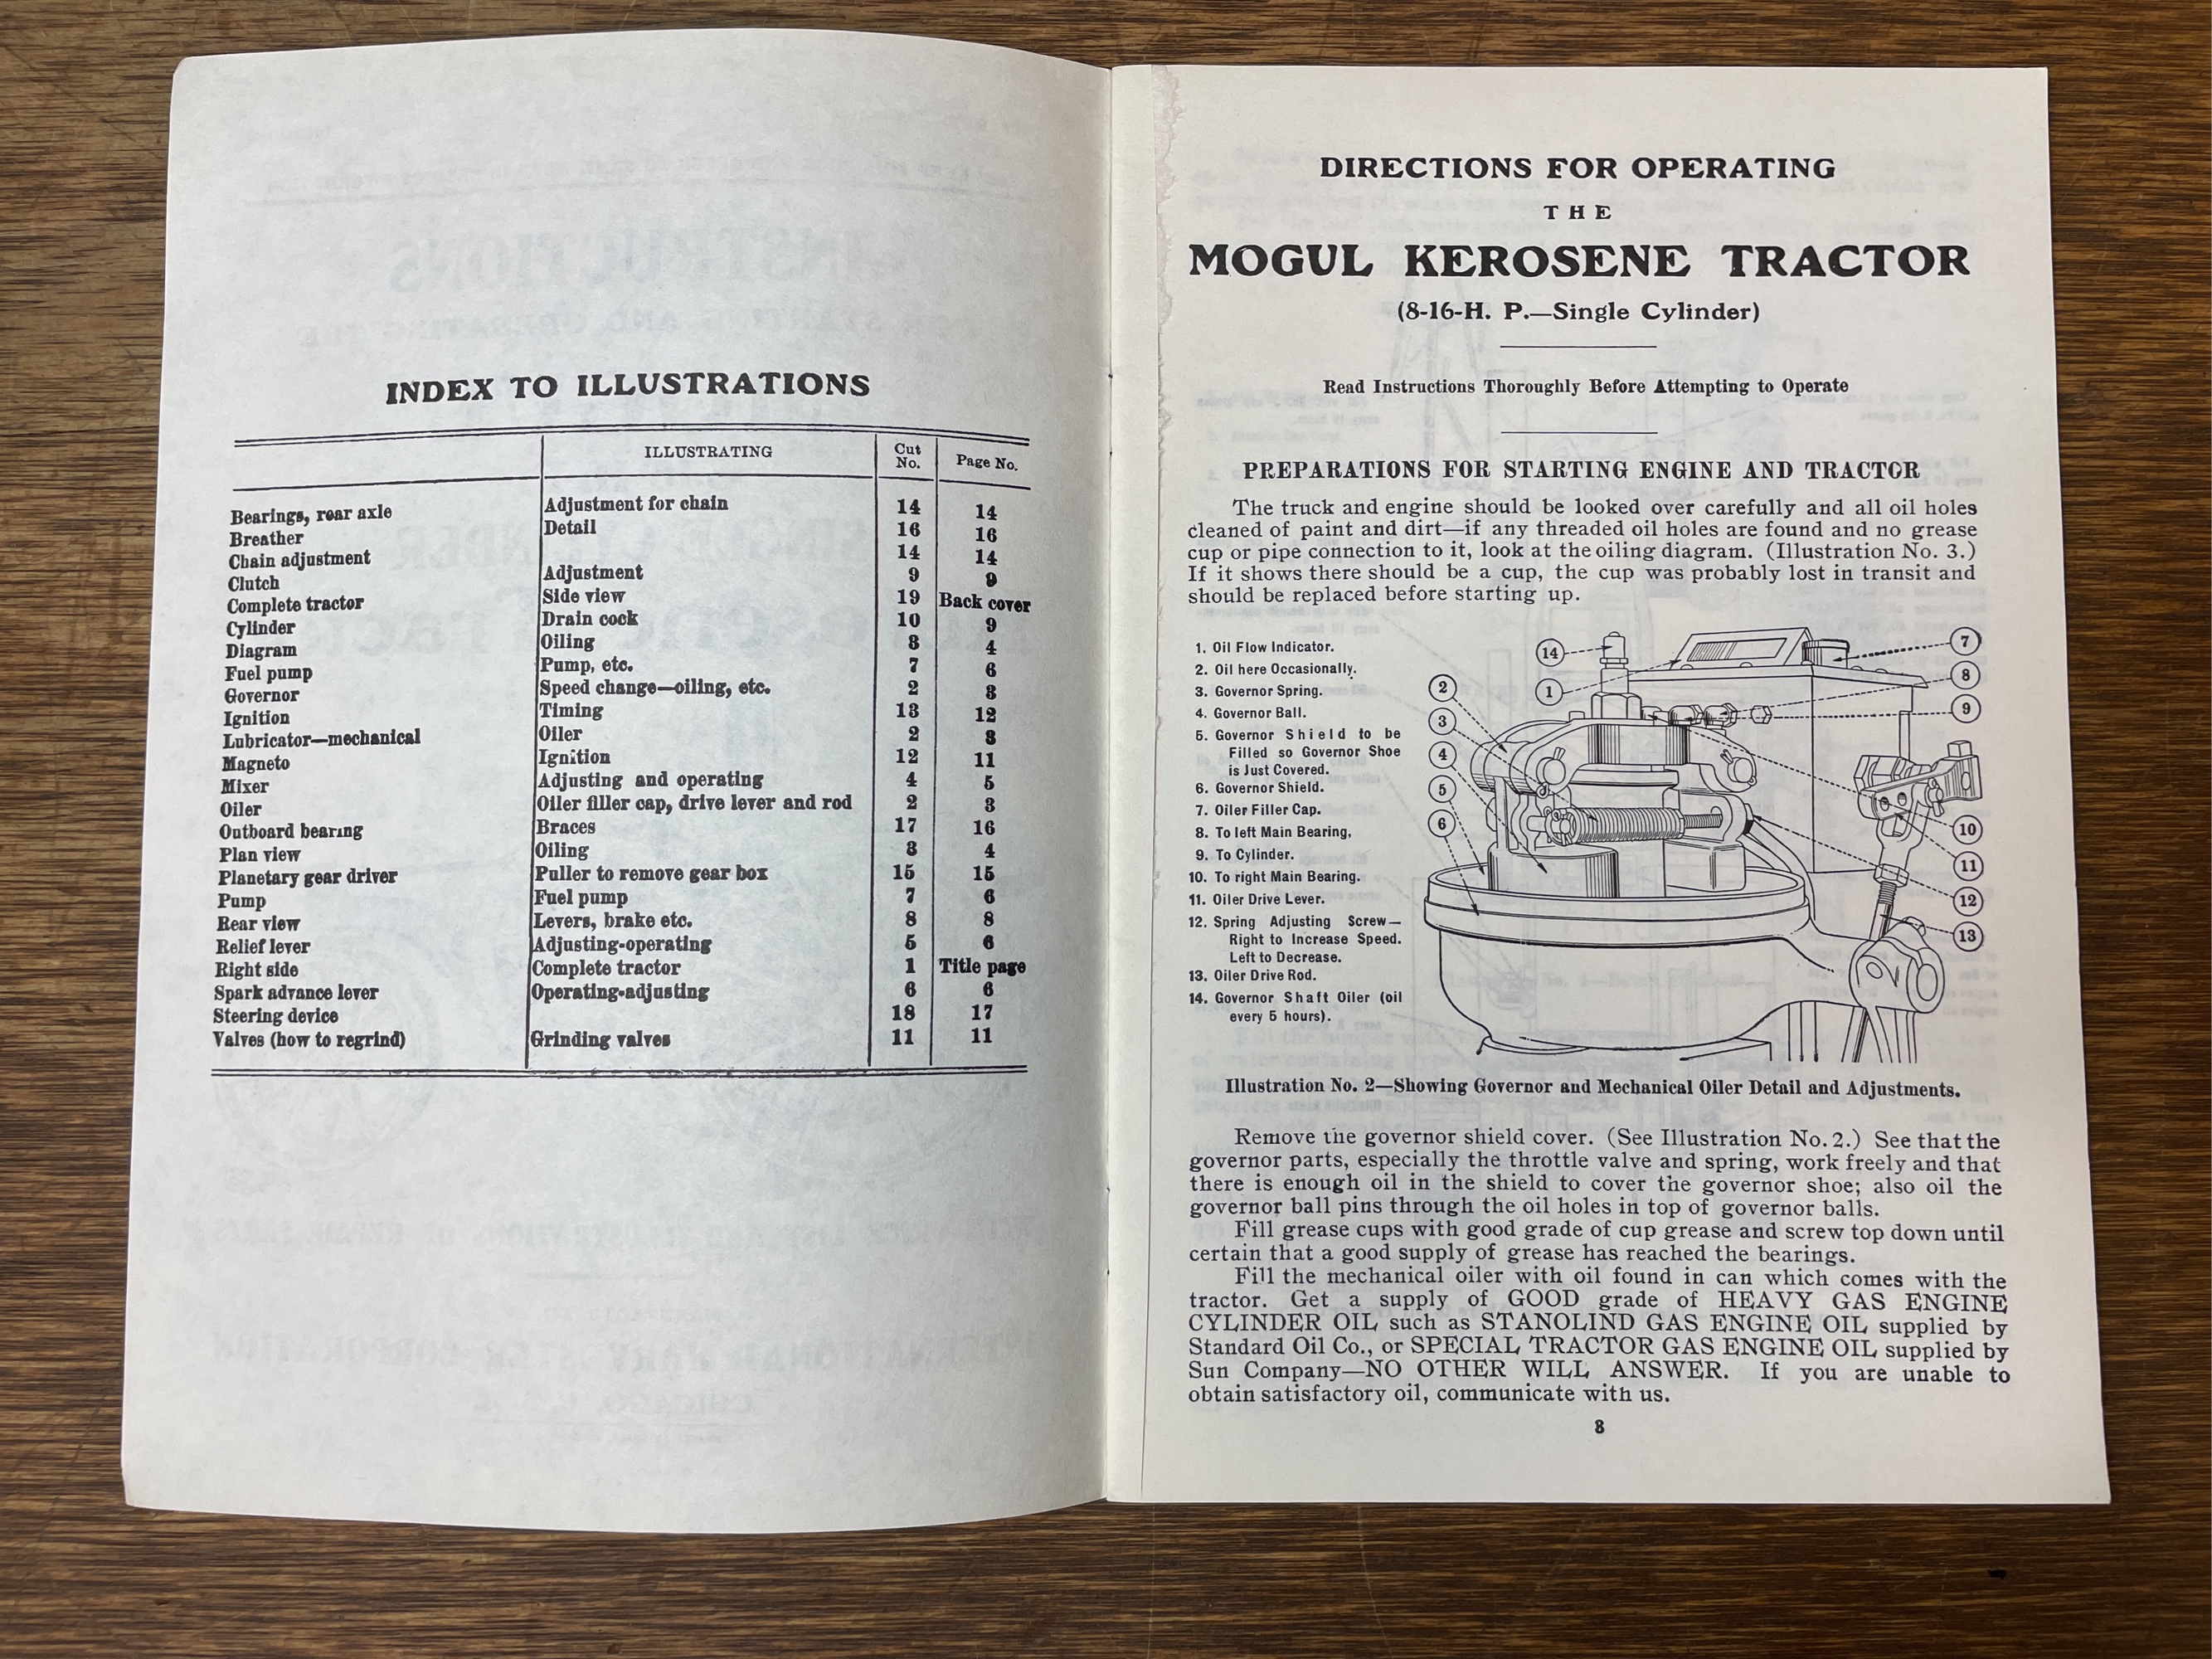 INDEX TO ILLUSTRATIONS
ILLUSTRATING Cut No. Page No.
Bearings, rear axle Adjustment for chain 14 14
Breather Detail 16 16
Chain adjustment 14 14
Clutch Adjustment 9 9
Complete tractor Side view 19 Back cover
Cylinder Drain cock 10 9
Diagram Oiling 3 4
Fuel pump Pump, etc. 7 6
Governor Speed change—oiling, etc. 2 3
Ignition Timing 13 12
Lubricator—mechanical Oiler 2 3
Magneto Ignition 12 11
Mixer Adjusting and operating 4 5
Oiler Oiler filler cap, drive lever and rod 2 3
Outboard bearing Braces 17 16
Plan view Oiling 3 4
Planetary gear driver Puller to remove gear box 15 15
Pump Fuel pump 7 6
Rear view Levers, brake etc. 8 8
Relief lever Adjusting-operating 5 6
Right side Complete tractor 1 Title page
Spark advance lever Operating-adjusting 6 6
Steering device 18 17
Valves (how to regrind) Grinding valves 11 11
DIRECTIONS FOR OPERATING
THE
MOGUL KEROSENE TRACTOR
(8-16-H. P.—Single Cylinder)
Read Instructions Thoroughly Before Attempting to Operate
PREPARATIONS FOR STARTING ENGINE AND TRACTOR
The truck and engine should be looked over carefully and all oil holes
cleaned of paint and dirt—if any threaded oil holes are found and no grease
cup or pipe connection to it, look at the oiling diagram. (Illustration No. 3.)
If it shows there should be a cup, the cup was probably lost in transit and
should be replaced before starting up.
1. Oil Flow Indicator.
2. Oil here Occasionally.
3. Governor Spring.
4. Governor Ball.
5. Governor Shield to be
Filled so Governor Shoe
is Just Covered.
6. Governor Shield.
7. Oiler Filler Cap.
8. To left Main Bearing,
9. To Cylinder.
10. To right Main Bearing.
11. Oiler Drive Lever.
12. Spring Adjusting Screw—
Right to Increase Speed.
Left to Decrease.
13. Oiler Drive Rod.
14. Governor Shaft Oiler (oil
every 5 hours).
14
1
2
3
4
5
6
7
8
9
10
11
12
13
Illustration No. 2—Showing Governor and Mechanical Oiler Detail and Adjustments.
Remove the governor shield cover. (See Illustration No. 2.) See that the
governor parts, especially the throttle valve and spring, work freely and that
there is enough oil in the shield to cover the governor shoe; also oil the
governor ball pins through the oil holes in top of governor balls.
Fill grease cups with good grade of cup grease and screw top down until
certain that a good supply of grease has reached the bearings.
Fill the mechanical oiler with oil found in can which comes with the
tractor. Get a supply of GOOD grade of HEAVY GAS ENGINE
CYLINDER OIL such as STANOLIND GAS ENGINE OIL supplied by
Standard Oil Co., or SPECIAL TRACTOR GAS ENGINE OIL supplied by
Sun Company—NO OTHER WILL ANSWER. If you are unable to
obtain satisfactory oil, communicate with us.
3